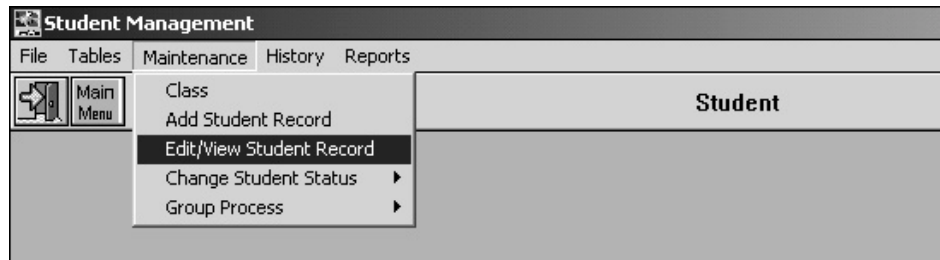 Student Management
File Tables Maintenance History Reports
Main
Menu
Student
Class
Add Student Record
Edit/View Student Record
Change Student Status
Group Process